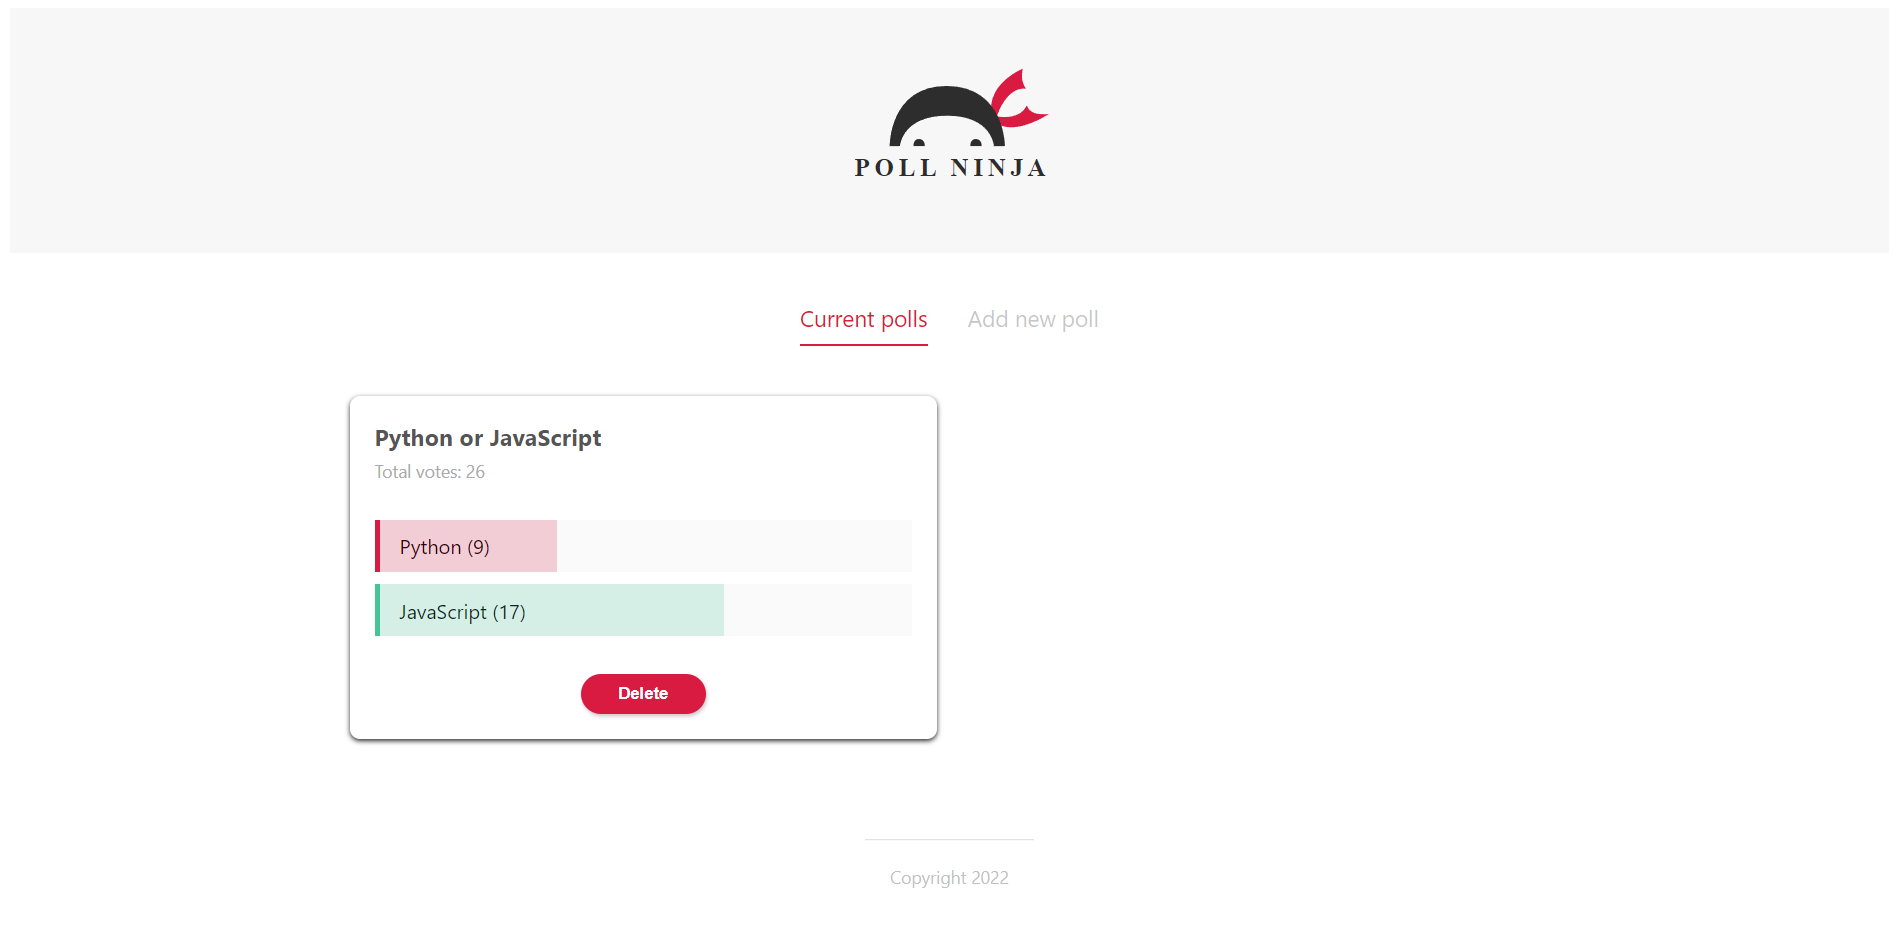 POLL NINJA
Current polls Add new poll
Python or JavaScript
Total votes: 26
Python (9)
JavaScript (17)
Delete
Copyright 2022